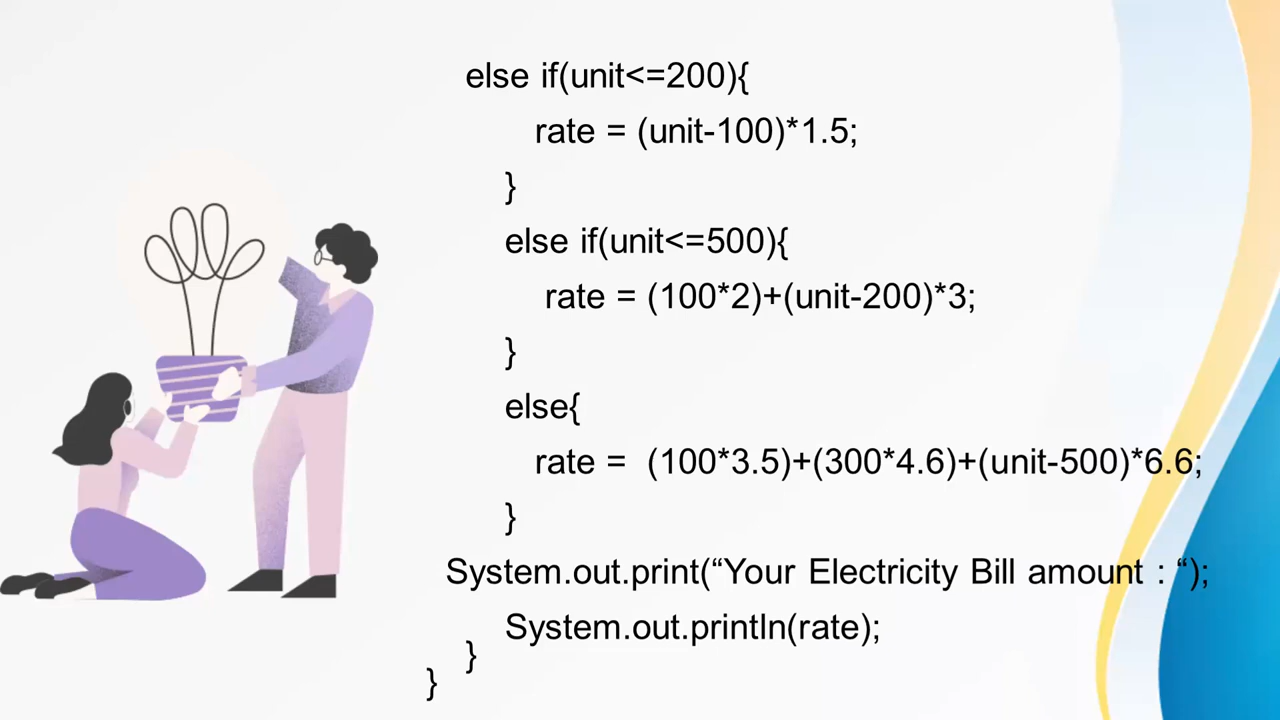 else if(unit<=200){
rate = (unit-100)*1.5;
}
else if(unit<=500){
rate = (100*2)+(unit-200)*3;
}
else{
rate =  (100*3.5)+(300*4.6)+(unit-500)*6.6;
}
System.out.print(“Your Electricity Bill amount : “);
System.out.println(rate);
}
}